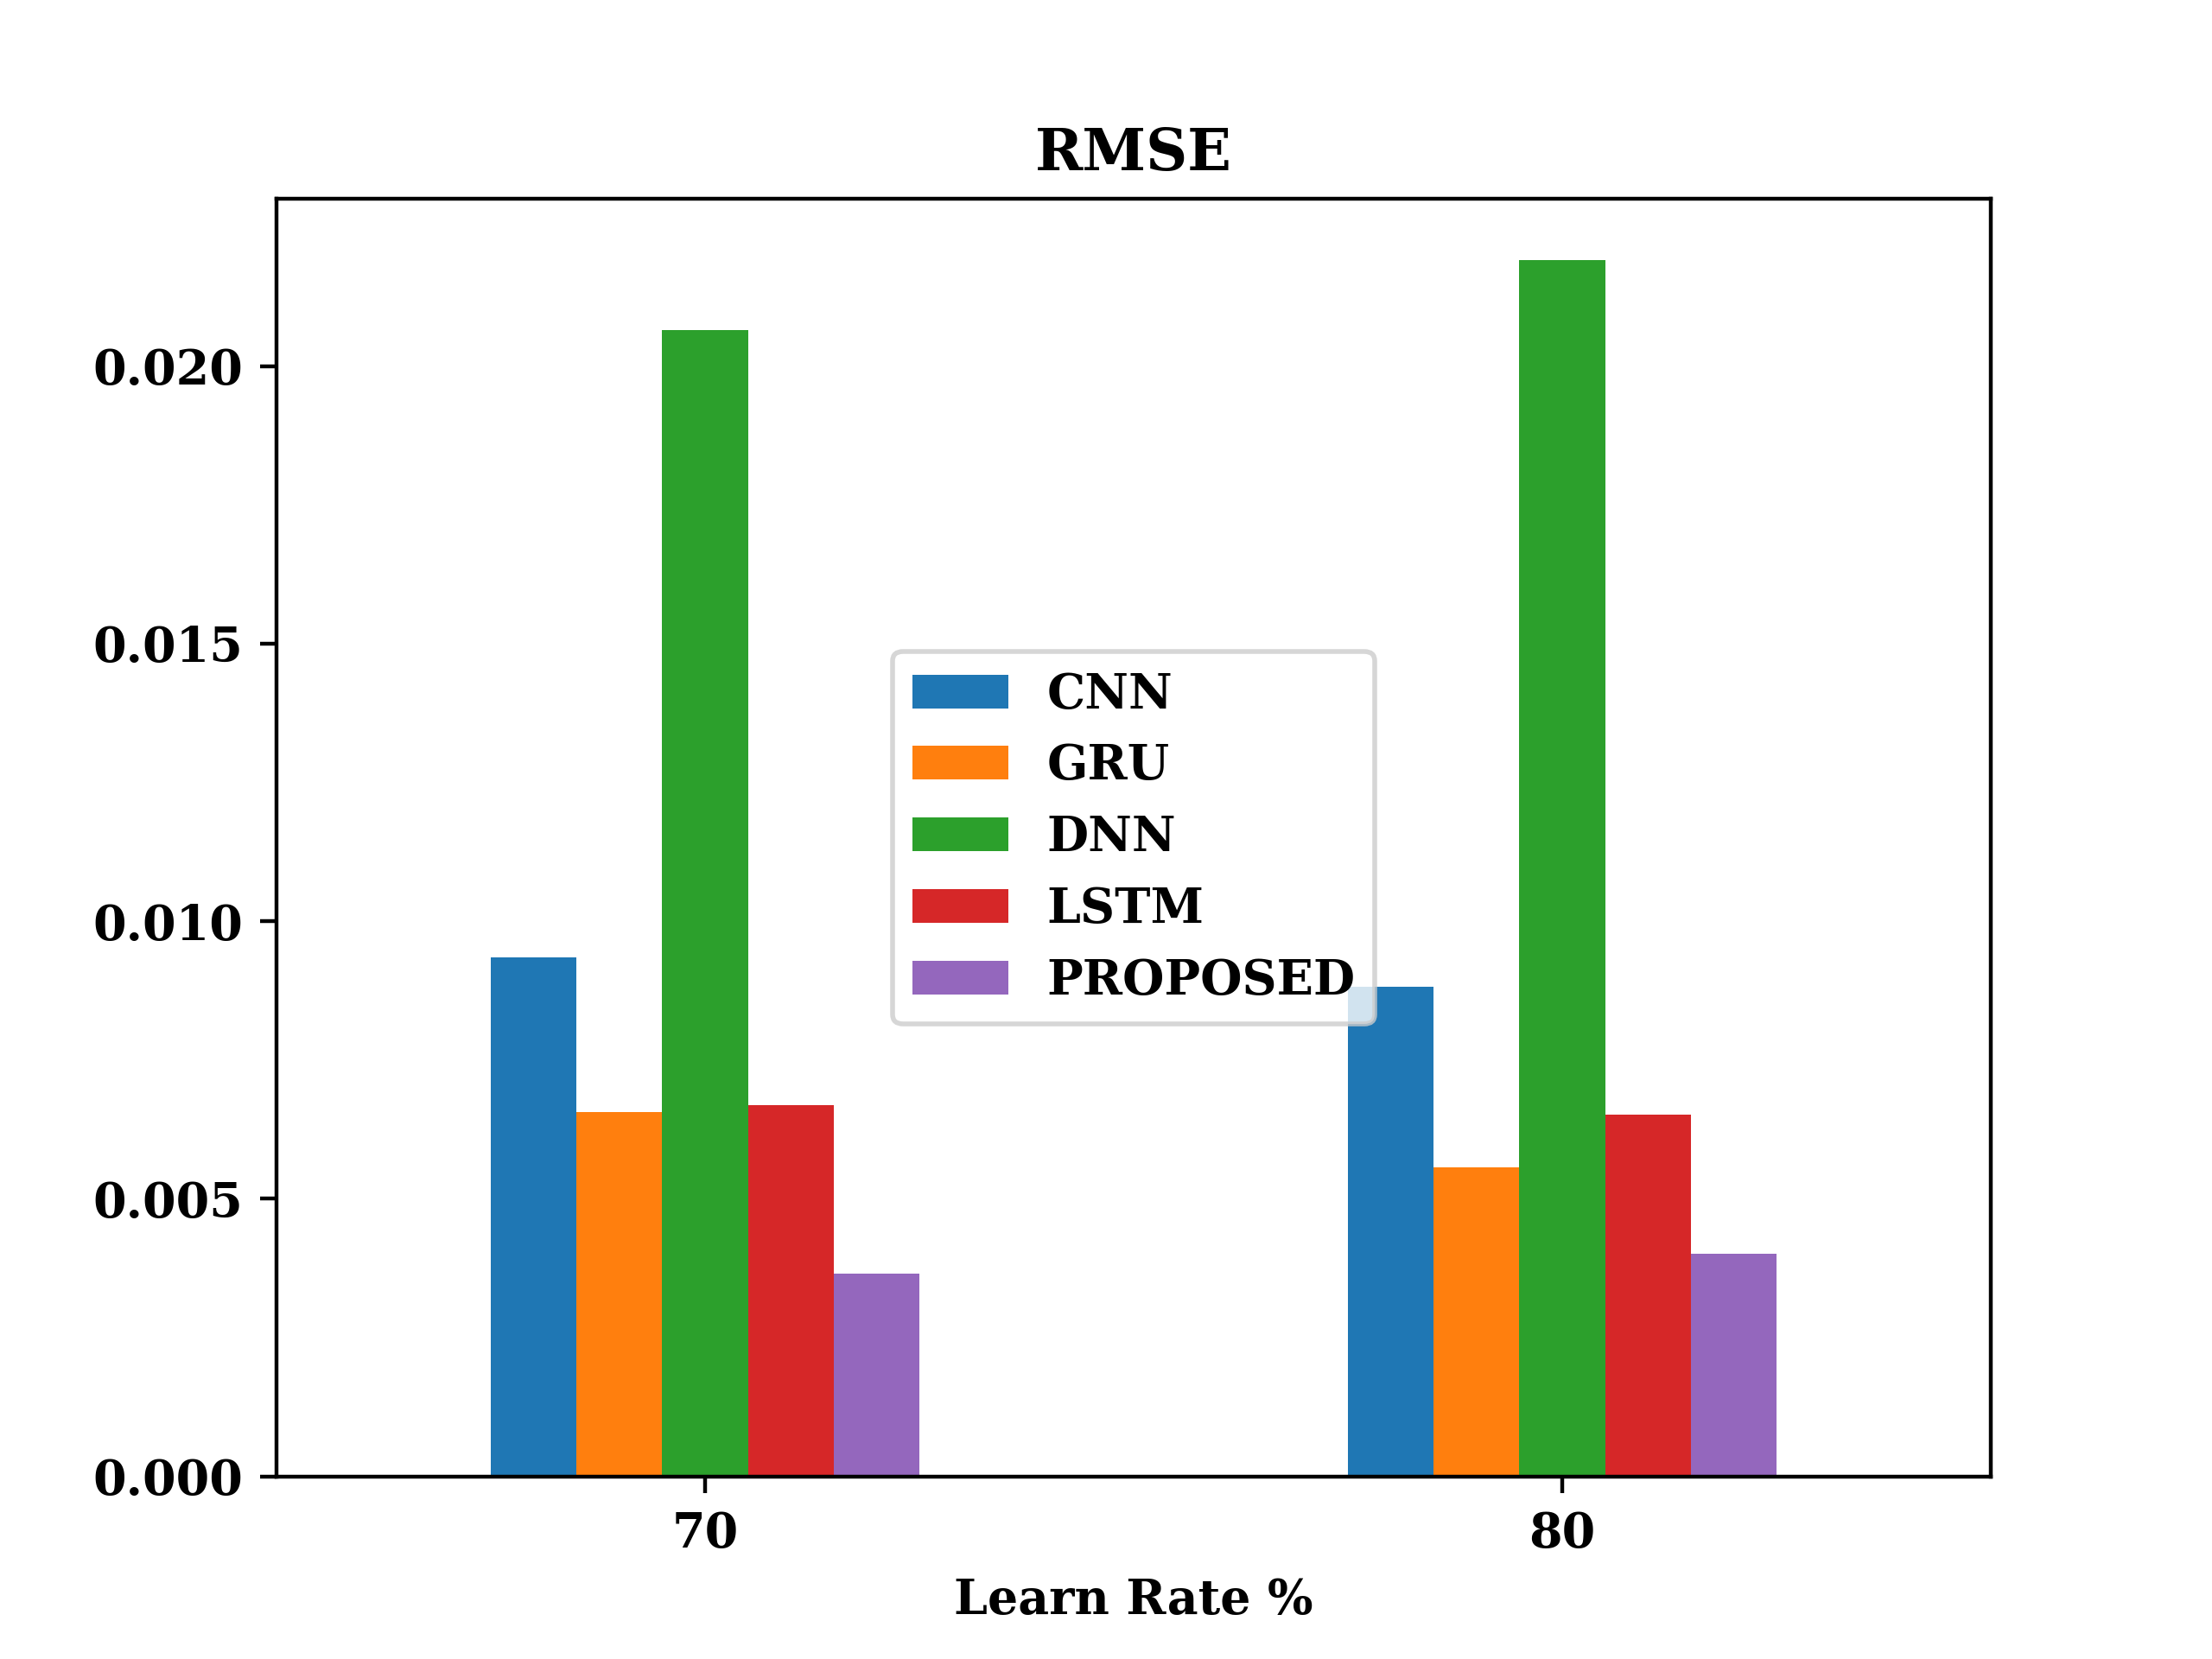 RMSE
0.020
0.015
0.010
0.005
0.000
CNN
GRU
DNN
LSTM
PROPOSED
70
80
Learn Rate %